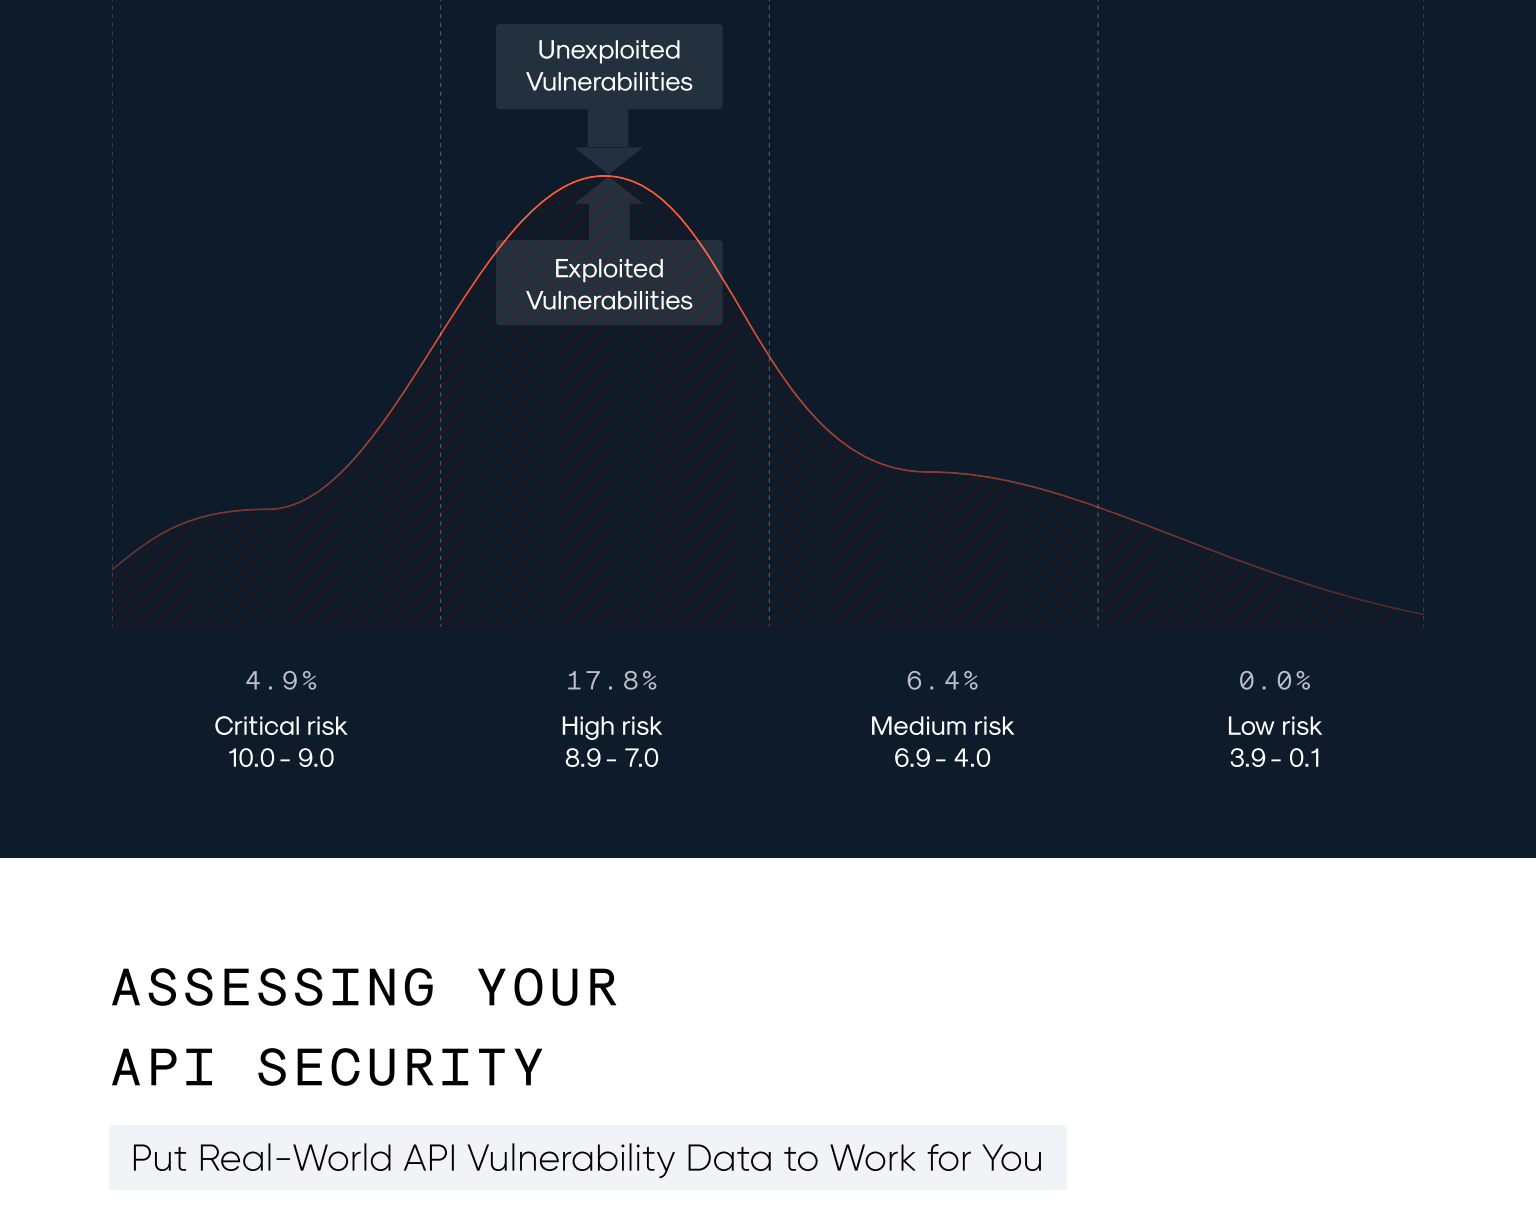 Unexploited
Vulnerabilities
Exploited
Vulnerabilities
4.9%
17.8%
6.4%
0.0%
Critical risk
10.0 - 9.0
High risk
8.9 - 7.0
Medium risk
6.9 - 4.0
Low risk
3.9 - 0.1
ASSESSING YOUR
API SECURITY
Put Real-World API Vulnerability Data to Work for You